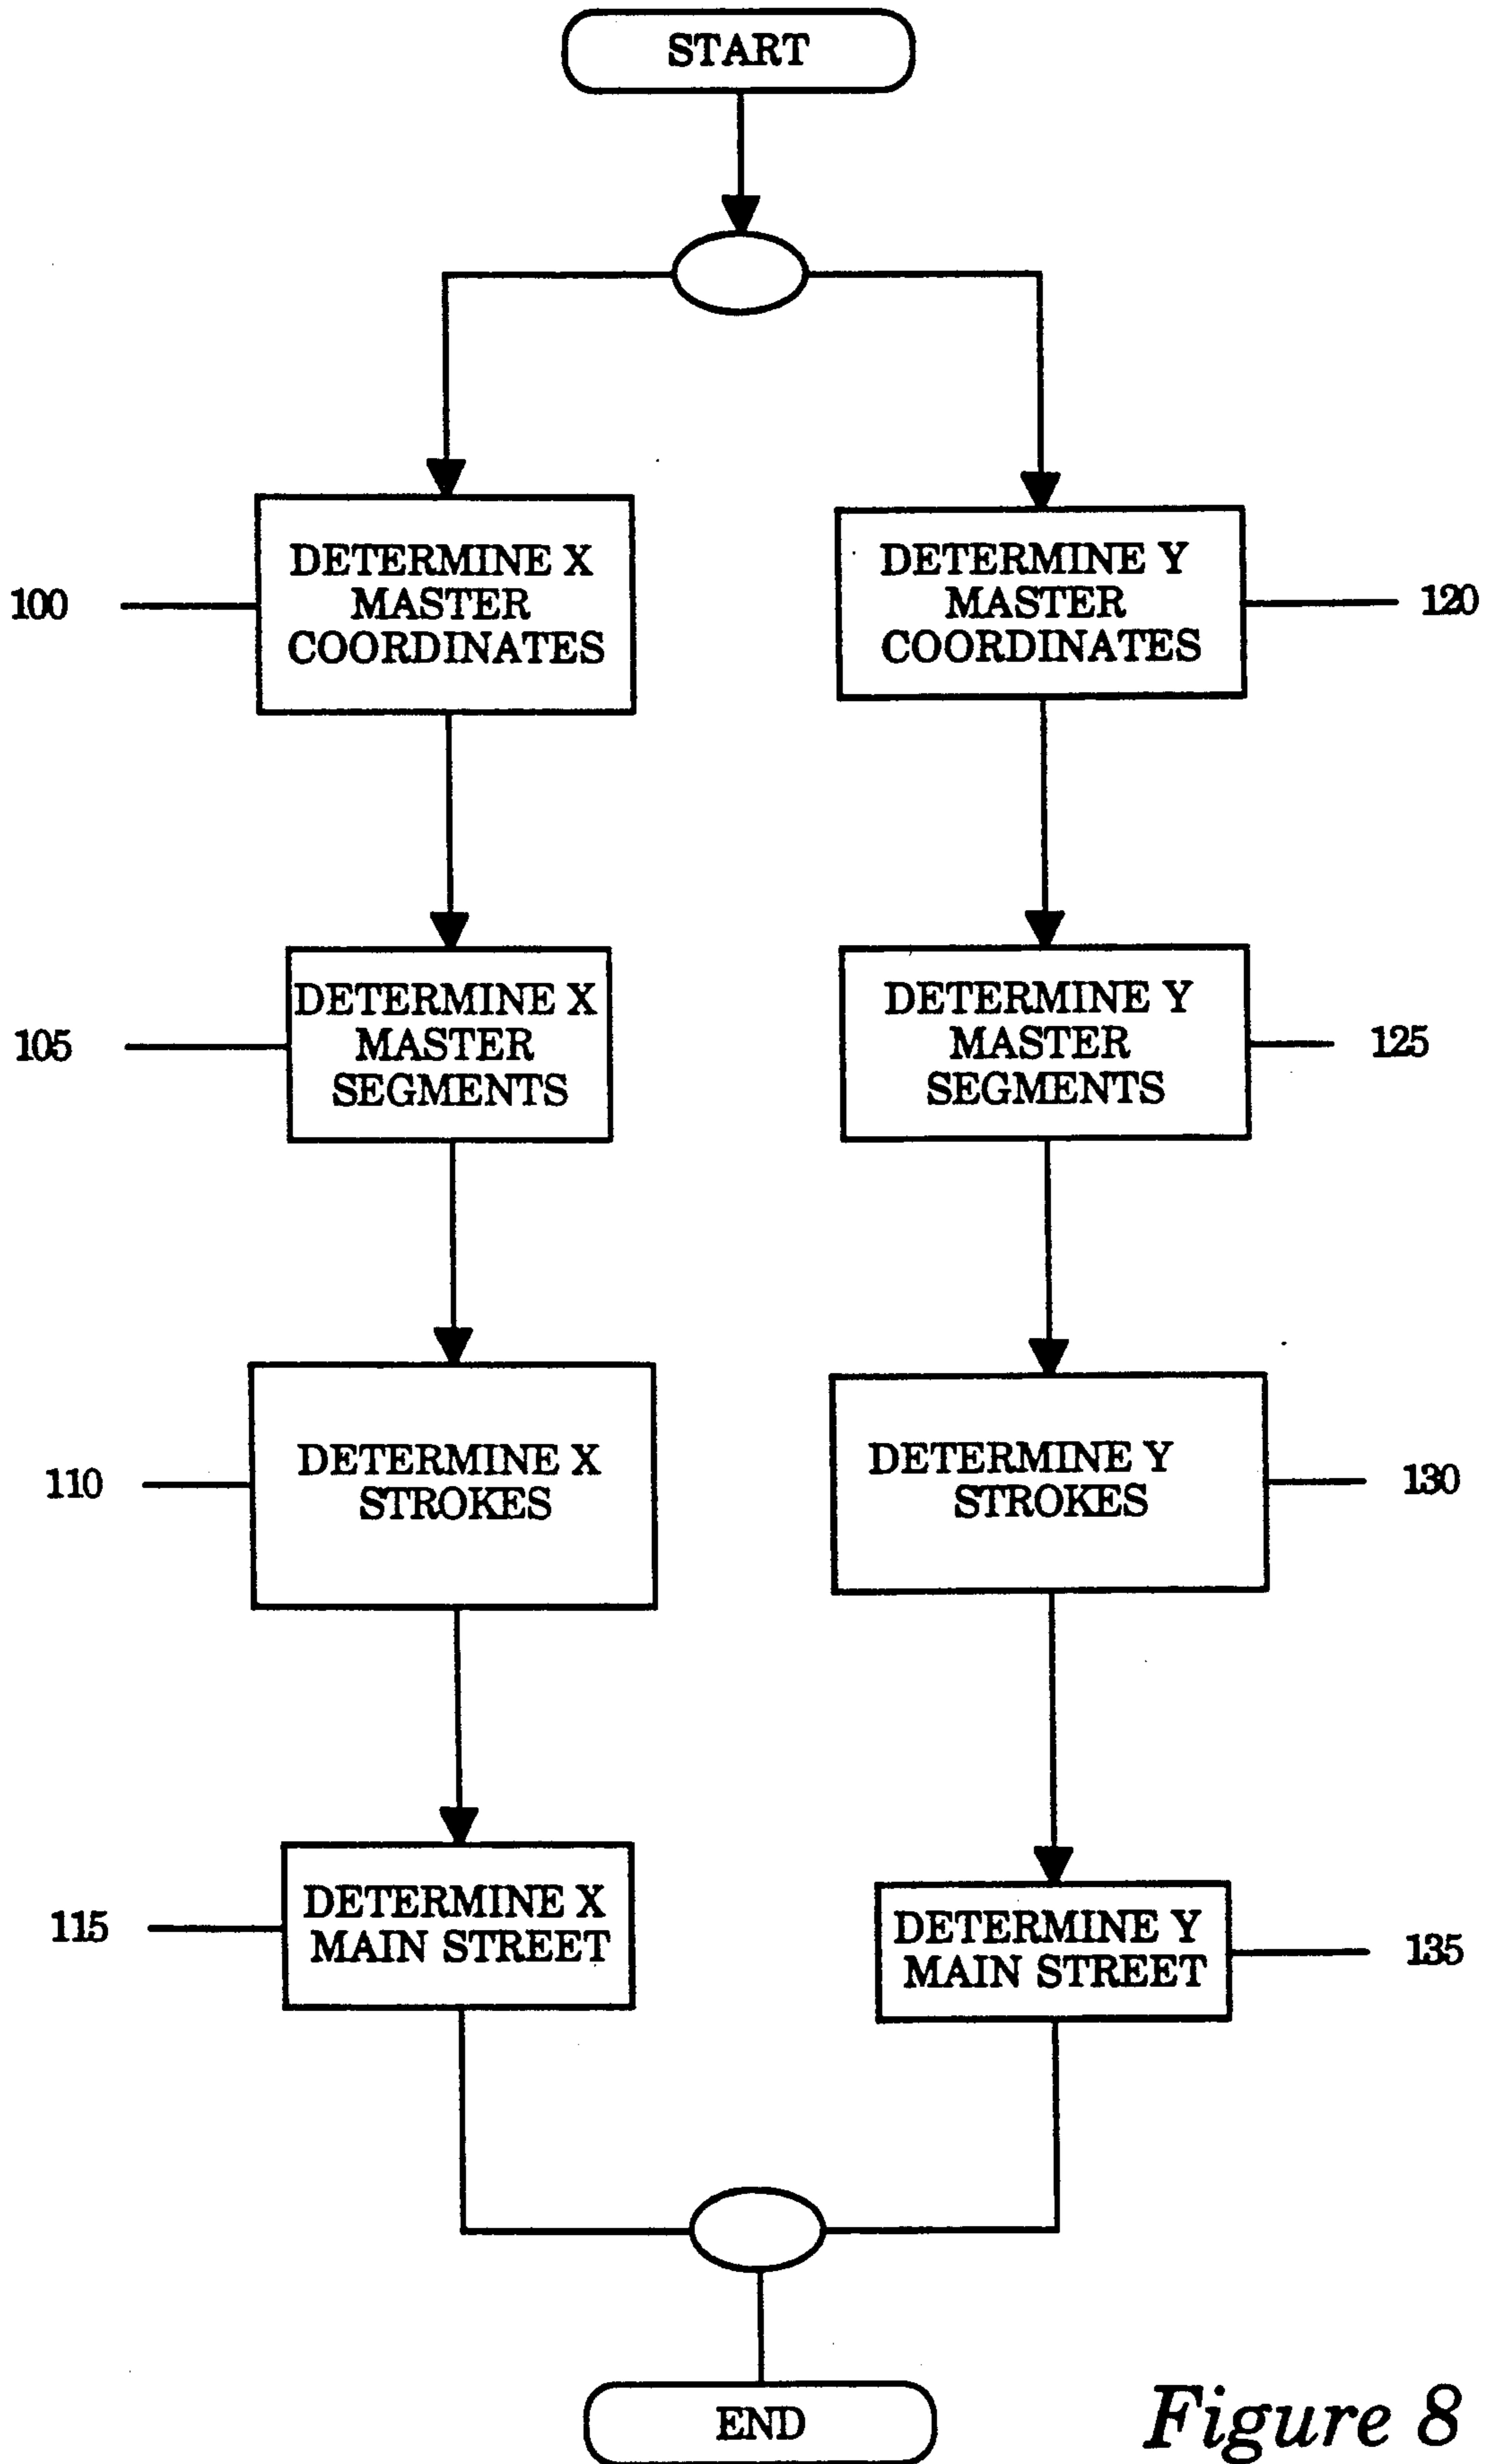 START
DETERMINE X
MASTER
COORDINATES
100
DETERMINE Y
MASTER
COORDINATES
120
DETERMINE X
MASTER
SEGMENTS
105
DETERMINE Y
MASTER
SEGMENTS
125
DETERMINE X
STROKES
110
DETERMINE Y
STROKES
130
DETERMINE X
MAIN STREET
115
DETERMINE Y
MAIN STREET
135
END
Figure 8